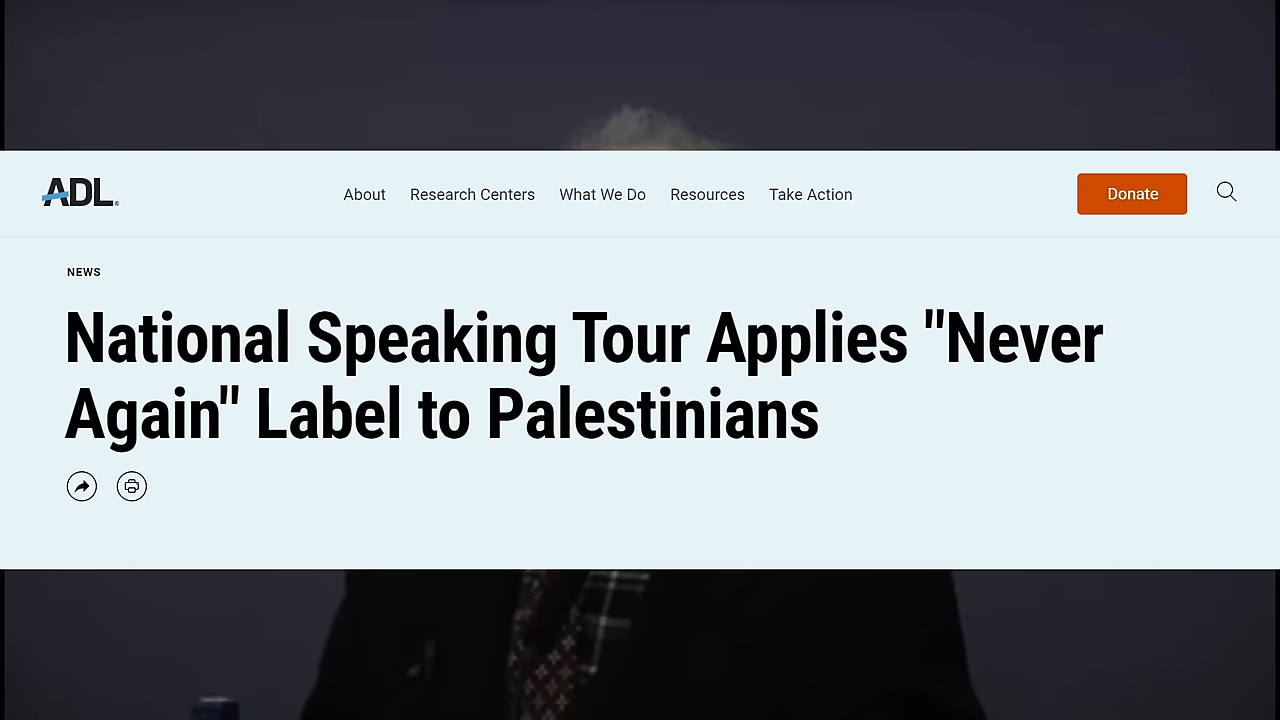 ADL
About Research Centers What We Do Resources Take Action
Donate
NEWS
National Speaking Tour Applies "Never
Again" Label to Palestinians